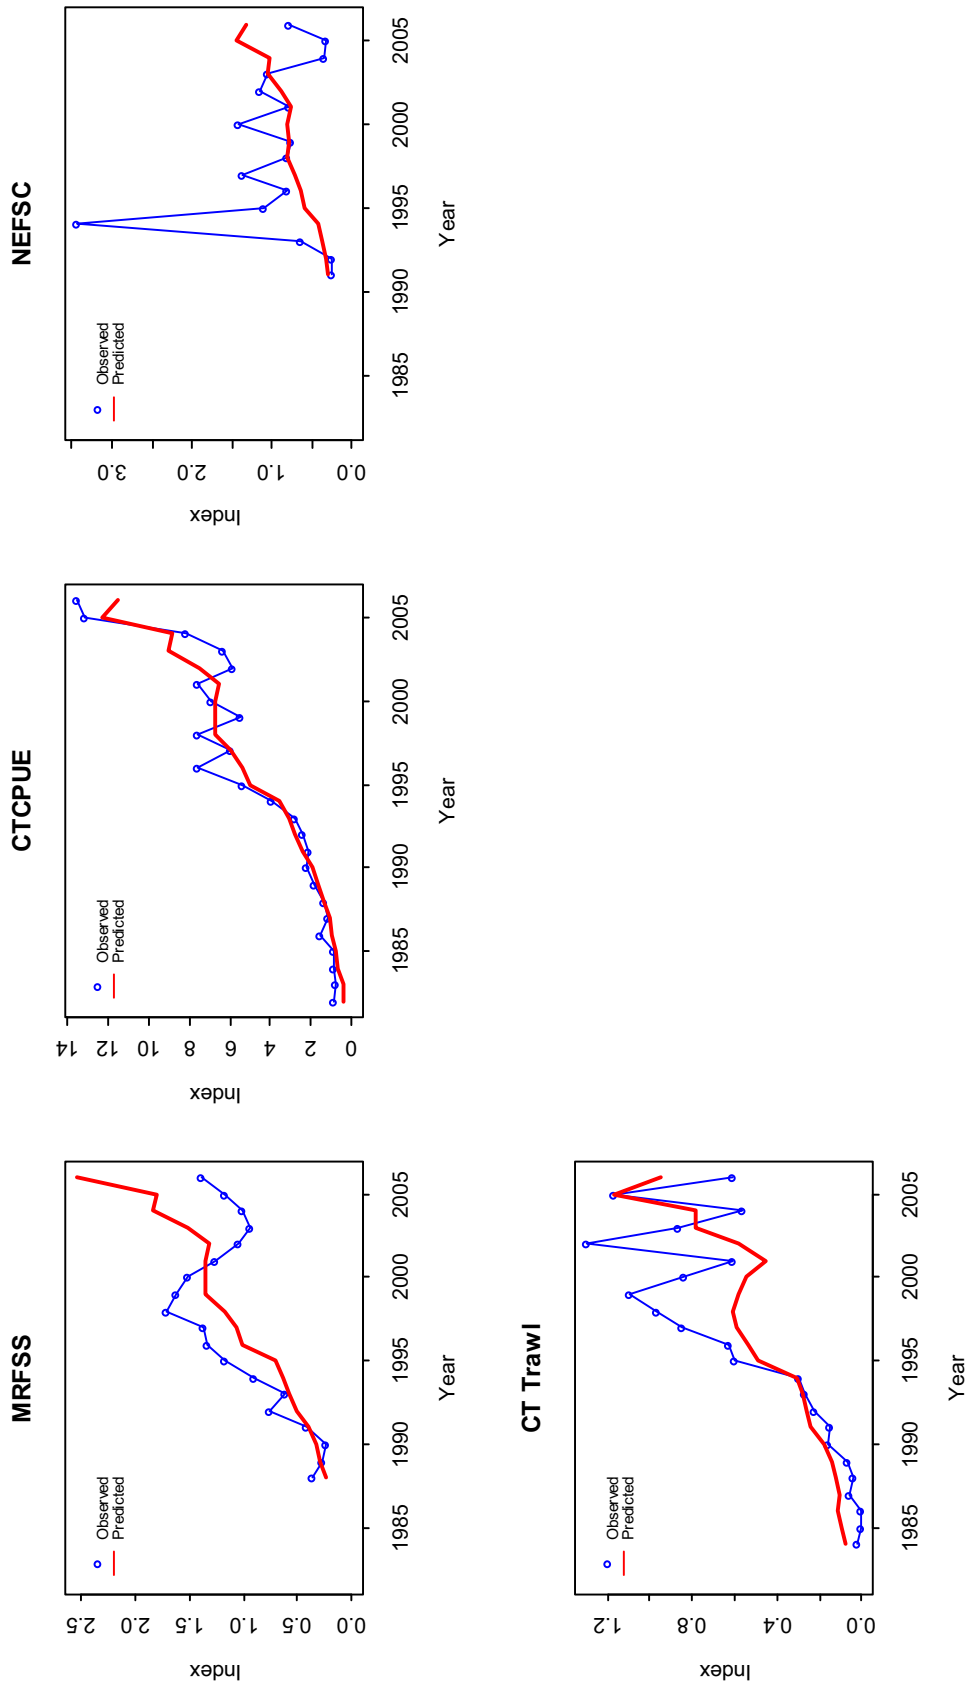 MRFSS
Observed
Predicted
2.5
2.0
1.5
1.0
0.5
0.0
Index
1985
1990
1995
2000
2005
Year
CTCPUE
Observed
Predicted
14
12
10
8
6
4
2
0
Index
1985
1990
1995
2000
2005
Year
NEFSC
Observed
Predicted
3.0
2.0
1.0
0.0
Index
1985
1990
1995
2000
2005
Year
CT Trawl
Observed
Predicted
1.2
0.8
0.4
0.0
Index
1985
1990
1995
2000
2005
Year